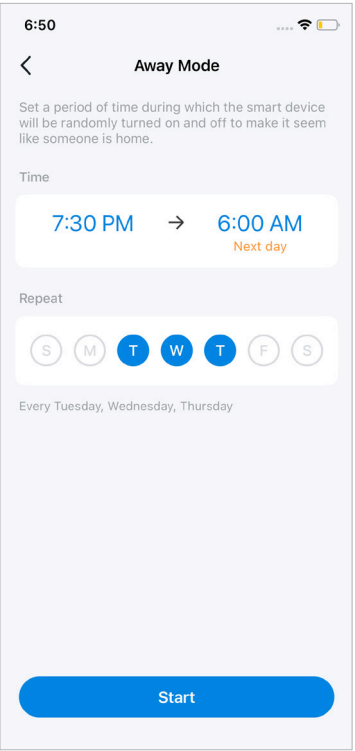 6:50
Away Mode
Set a period of time during which the smart device
will be randomly turned on and off to make it seem
like someone is home.
Time
7:30 PM → 6:00 AM
Next day
Repeat
S M T W T F S
Every Tuesday, Wednesday, Thursday
Start